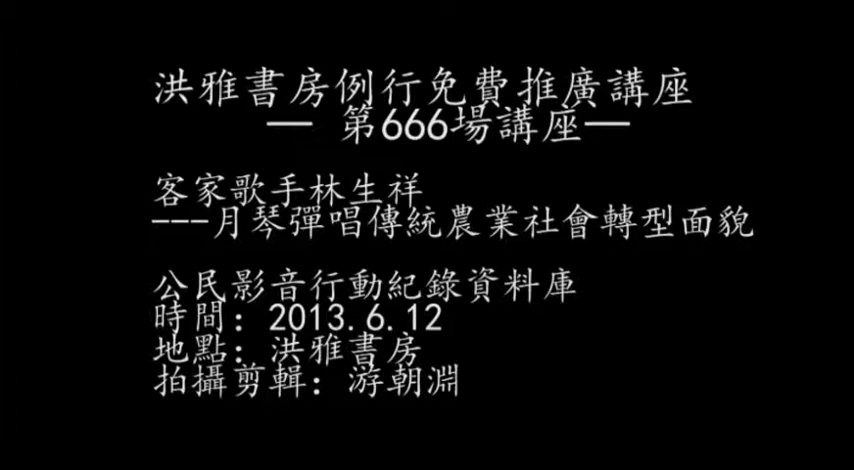 洪雅書房例行免費推廣講座
── 第666場講座──
客家歌手林生祥
---月琴彈唱傳統農業社會轉型面貌
公民影音行動紀錄資料庫
時間: 2013.6.12
地點: 洪雅書房
拍攝剪輯: 游朝淵